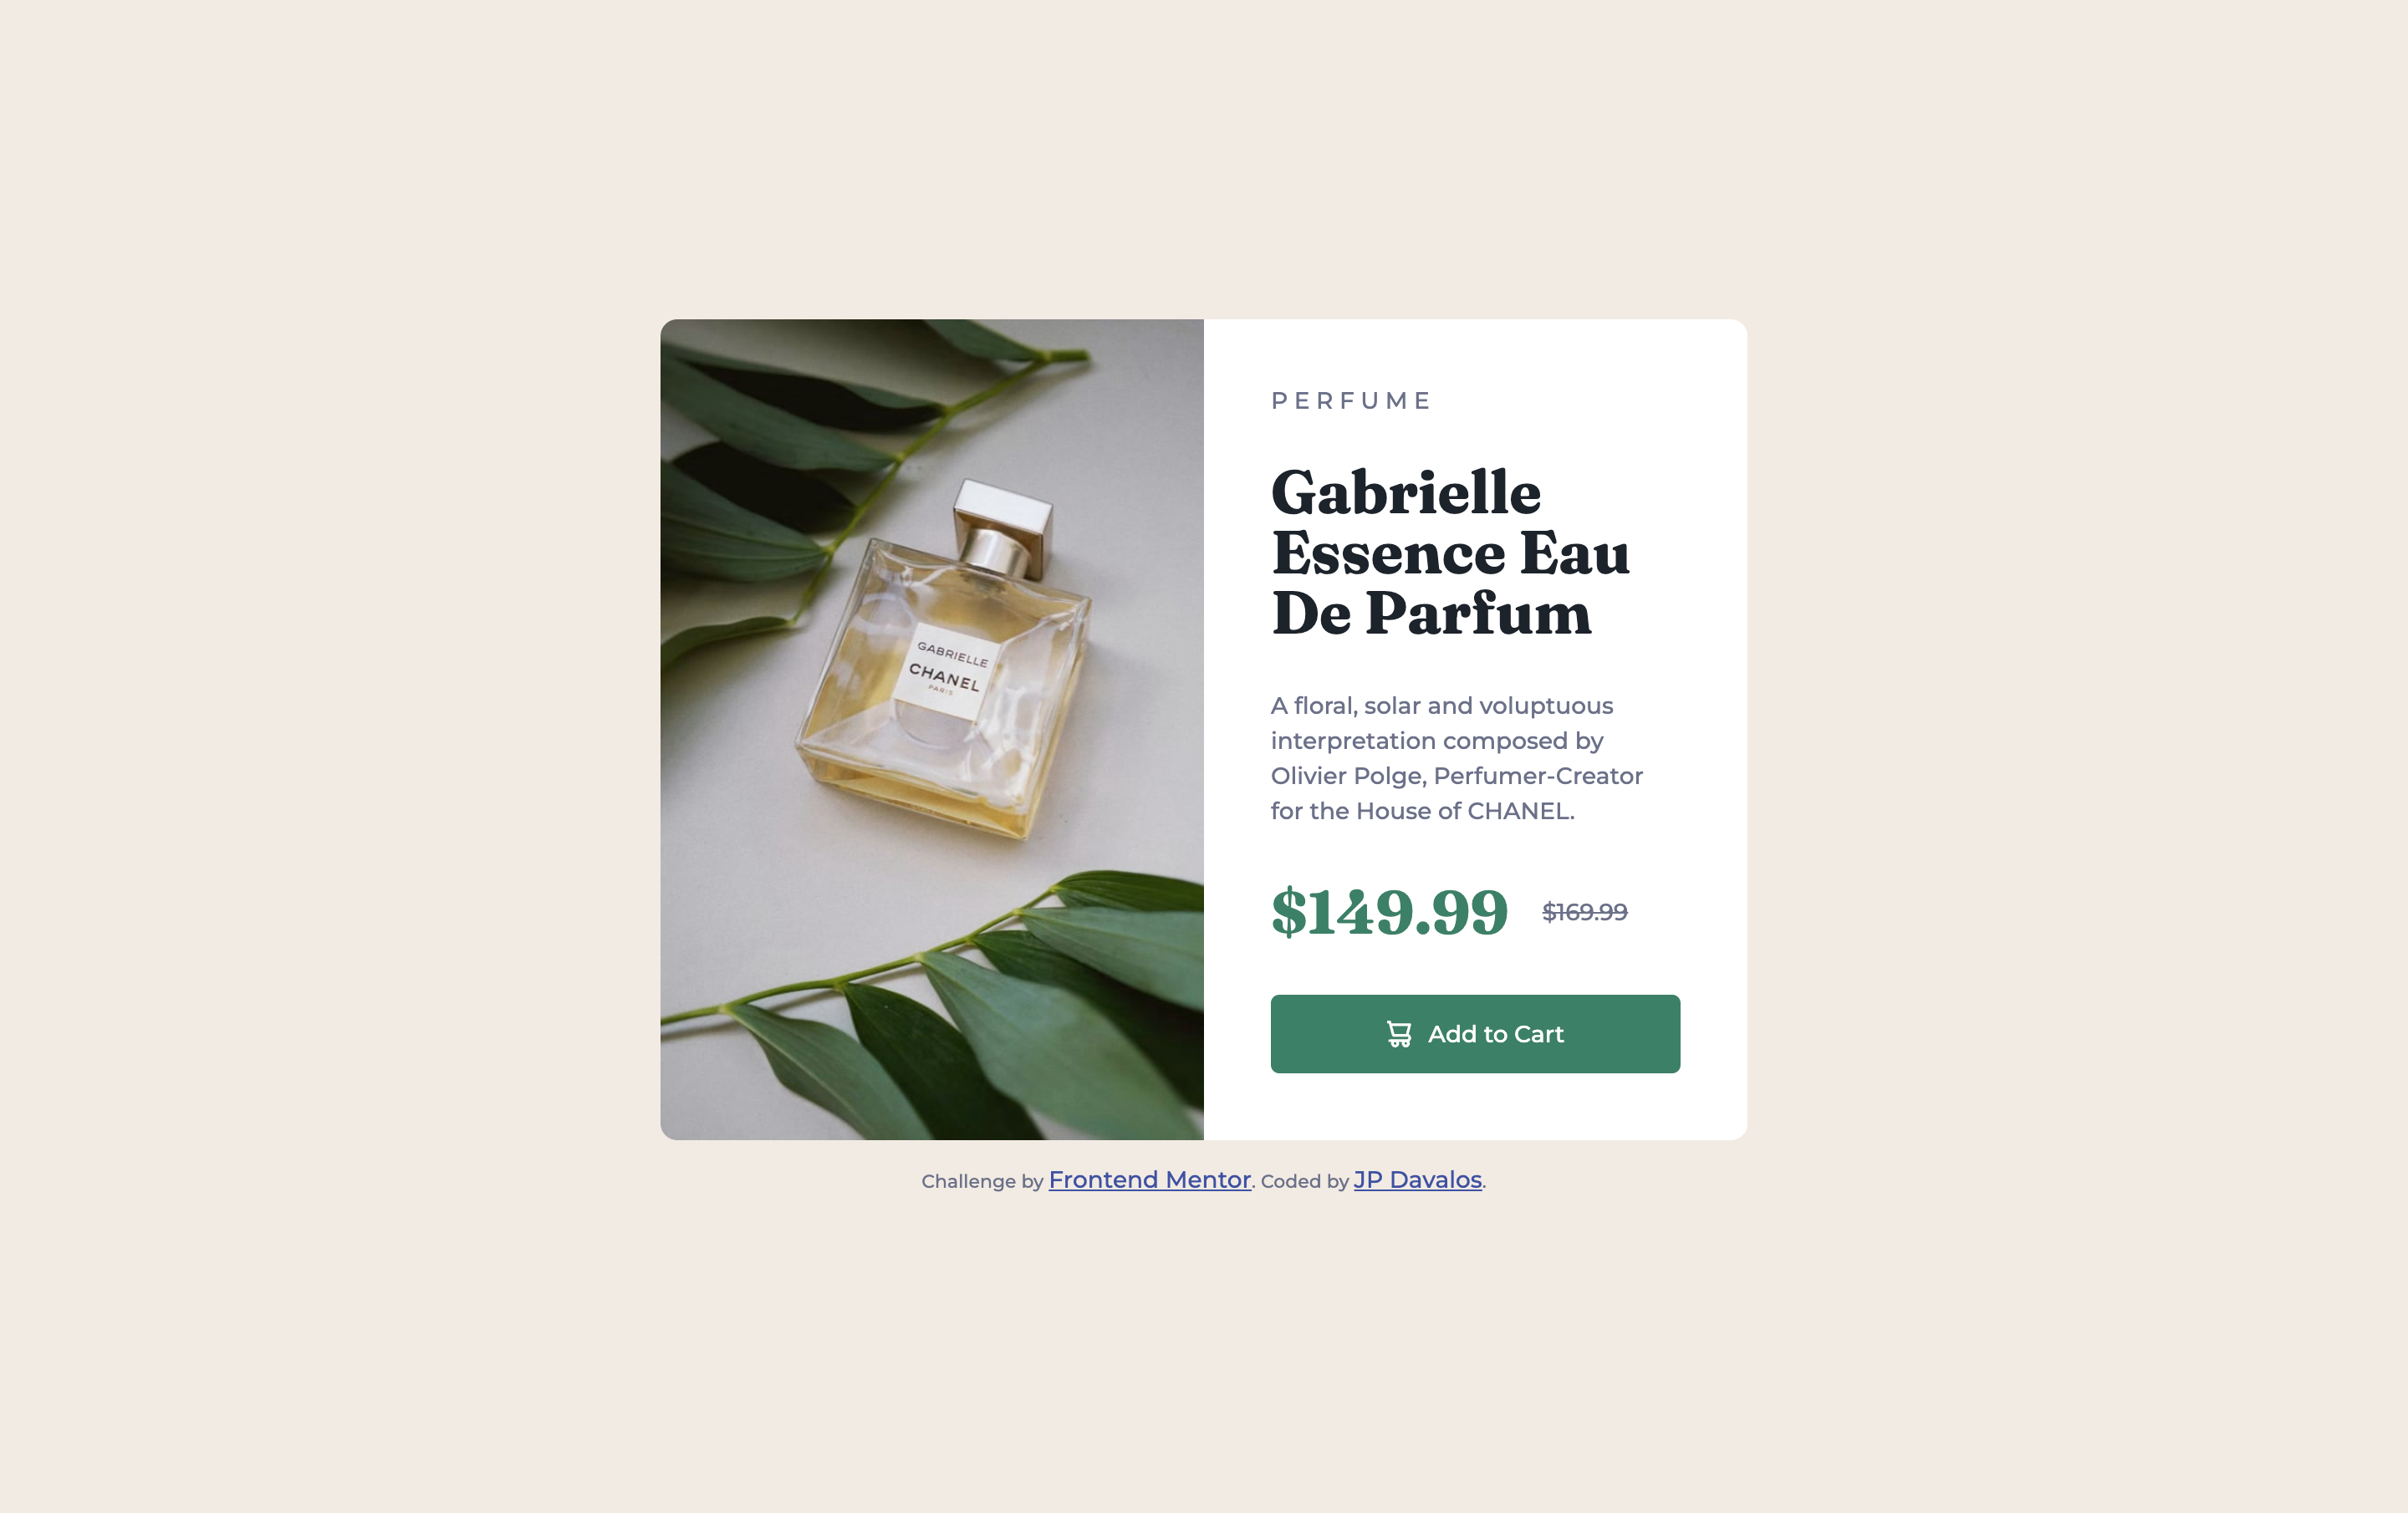 PERFUME
Gabrielle
Essence Eau
De Parfum
GABRIELLE
CHANEL
PARIS
A floral, solar and voluptuous
interpretation composed by
Olivier Polge, Perfumer-Creator
for the House of CHANEL.
$149.99 $169.99
Add to Cart
Challenge by Frontend Mentor. Coded by JP Davalos.